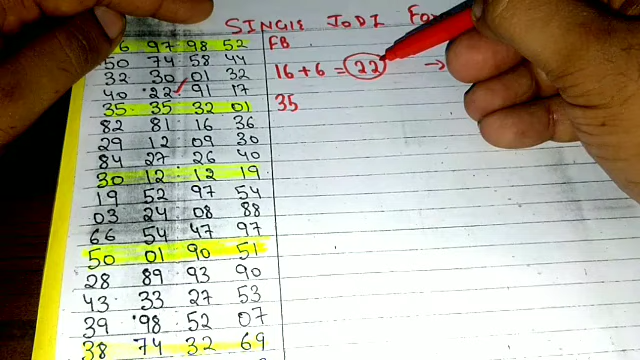 SINGLE JODI
6 97 98 52 FB
50 74 58 44
32 30 01 32 16+6 = 22 →
40 22 91 17
35 35 32 01 35
82 81 16 36
29 12 09 30
84 27 26 40
30 12 12 19
19 52 97 54
03 24 08 88
66 54 47 97
50 01 90 51
28 89 93 90
43 33 27 53
39 98 52 07
38 74 32 69